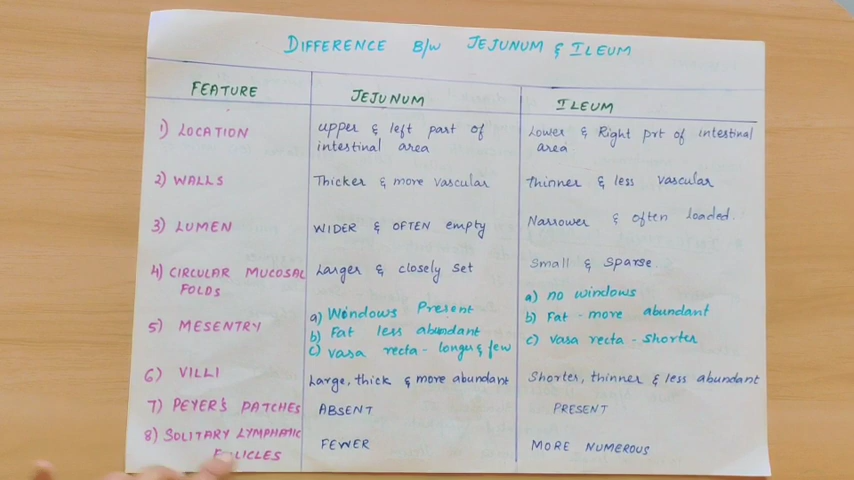 DIFFERENCE B/W JEJUNUM & ILEUM
FEATURE JEJUNUM ILEUM
1) LOCATION upper & left part of intestinal area Lower & Right prt of intestinal area
2) WALLS Thicker & more vascular Thinner & less vascular
3) LUMEN WIDER & OFTEN empty Narrower & often loaded.
4) CIRCULAR MUCOSAL FOLDS Larger & closely set Small & sparse.
5) MESENTRY
a) Windows Present
b) Fat less abundant
c) Vasa recta - longer & few
a) no windows
b) Fat - more abundant
c) Vasa recta - shorter
6) VILLI Large, thick & more abundant Shorter, thinner & less abundant
7) PEYER'S PATCHES ABSENT PRESENT
8) SOLITARY LYMPHATIC FEWER MORE NUMEROUS